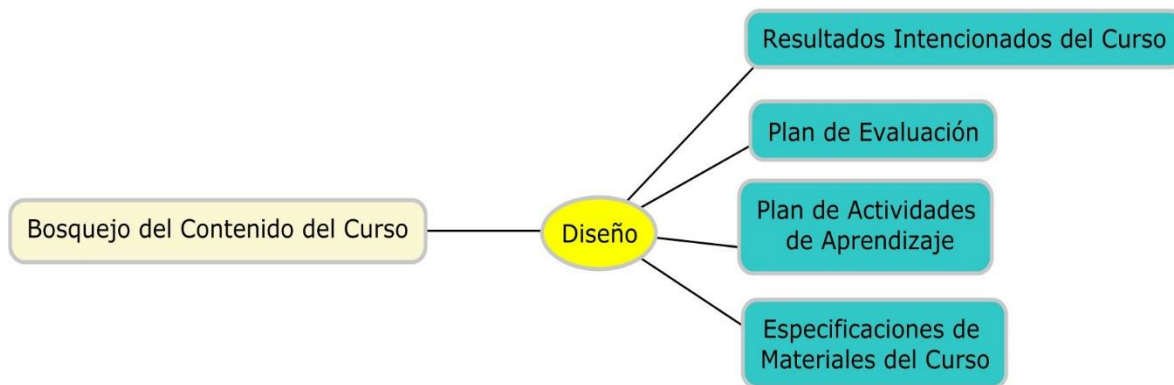 Resultados Intencionados del Curso
Plan de Evaluación
Plan de Actividades
de Aprendizaje
Bosquejo del Contenido del Curso
Diseño
Especificaciones de
Materiales del Curso